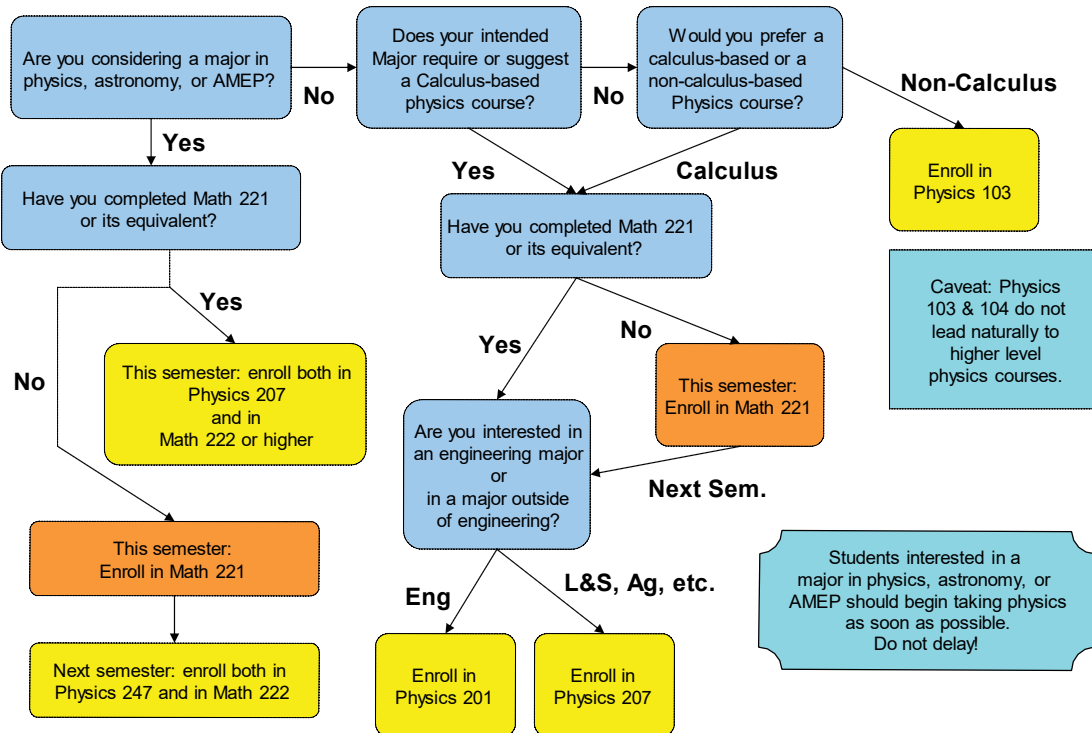 Are you considering a major in
physics, astronomy, or AMEP?
No
Does your intended
Major require or suggest
a Calculus-based
physics course?
No
Would you prefer a
calculus-based or a
non-calculus-based
Physics course?
Non-Calculus
Enroll in
Physics 103
Yes
Have you completed Math 221
or its equivalent?
Yes
Calculus
Have you completed Math 221
or its equivalent?
Caveat: Physics
103 & 104 do not
lead naturally to
higher level
physics courses.
Yes
No
This semester: enroll both in
Physics 207
and in
Math 222 or higher
Yes
No
This semester:
Enroll in Math 221
Are you interested in
an engineering major
or
in a major outside
of engineering?
Next Sem.
This semester:
Enroll in Math 221
Next semester: enroll both in
Physics 247 and in Math 222
Eng
L&S, Ag, etc.
Enroll in
Physics 201
Enroll in
Physics 207
Students interested in a
major in physics, astronomy, or
AMEP should begin taking physics
as soon as possible.
Do not delay!